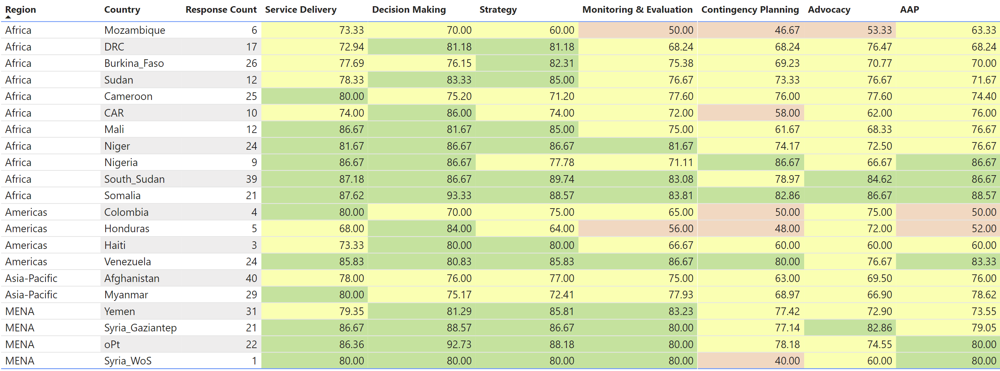 Region Country Response Count Service Delivery Decision Making Strategy Monitoring & Evaluation Contingency Planning Advocacy AAP
Africa Mozambique 6 73.33 70.00 60.00 50.00 46.67 53.33 63.33
Africa DRC 17 72.94 81.18 81.18 68.24 68.24 76.47 68.24
Africa Burkina_Faso 26 77.69 76.15 82.31 75.38 69.23 70.77 70.00
Africa Sudan 12 78.33 83.33 85.00 76.67 73.33 76.67 71.67
Africa Cameroon 25 80.00 75.20 71.20 77.60 76.00 77.60 74.40
Africa CAR 10 74.00 86.00 74.00 72.00 58.00 62.00 76.00
Africa Mali 12 86.67 81.67 85.00 75.00 61.67 68.33 76.67
Africa Niger 24 81.67 86.67 86.67 81.67 74.17 72.50 76.67
Africa Nigeria 9 86.67 86.67 77.78 71.11 86.67 66.67 86.67
Africa South_Sudan 39 87.18 86.67 89.74 83.08 78.97 84.62 86.67
Africa Somalia 21 87.62 93.33 88.57 83.81 82.86 86.67 88.57
Americas Colombia 4 80.00 70.00 75.00 65.00 50.00 75.00 50.00
Americas Honduras 5 68.00 84.00 64.00 56.00 48.00 72.00 52.00
Americas Haiti 3 73.33 80.00 80.00 66.67 60.00 60.00 60.00
Americas Venezuela 24 85.83 80.83 85.83 86.67 80.00 76.67 83.33
Asia-Pacific Afghanistan 40 78.00 76.00 77.00 75.00 63.00 69.50 76.00
Asia-Pacific Myanmar 29 80.00 75.17 72.41 77.93 68.97 66.90 78.62
MENA Yemen 31 79.35 81.29 85.81 83.23 77.42 72.90 73.55
MENA Syria_Gaziantep 21 86.67 88.57 86.67 80.00 77.14 82.86 79.05
MENA oPt 22 86.36 92.73 88.18 80.00 78.18 74.55 80.00
MENA Syria_WoS 1 80.00 80.00 80.00 80.00 40.00 60.00 80.00